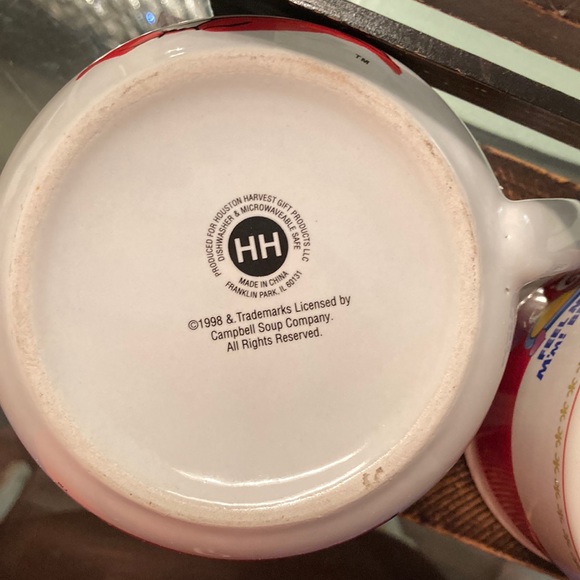 TM
PRODUCED FOR HOUSTON HARVEST GIFT PRODUCTS LLC
DISHWASHER & MICROWAVEABLE SAFE
HH
MADE IN CHINA
FRANKLIN PARK, IL 60131
©1998 & Trademarks Licensed by
Campbell Soup Company.
All Rights Reserved.
M'M!